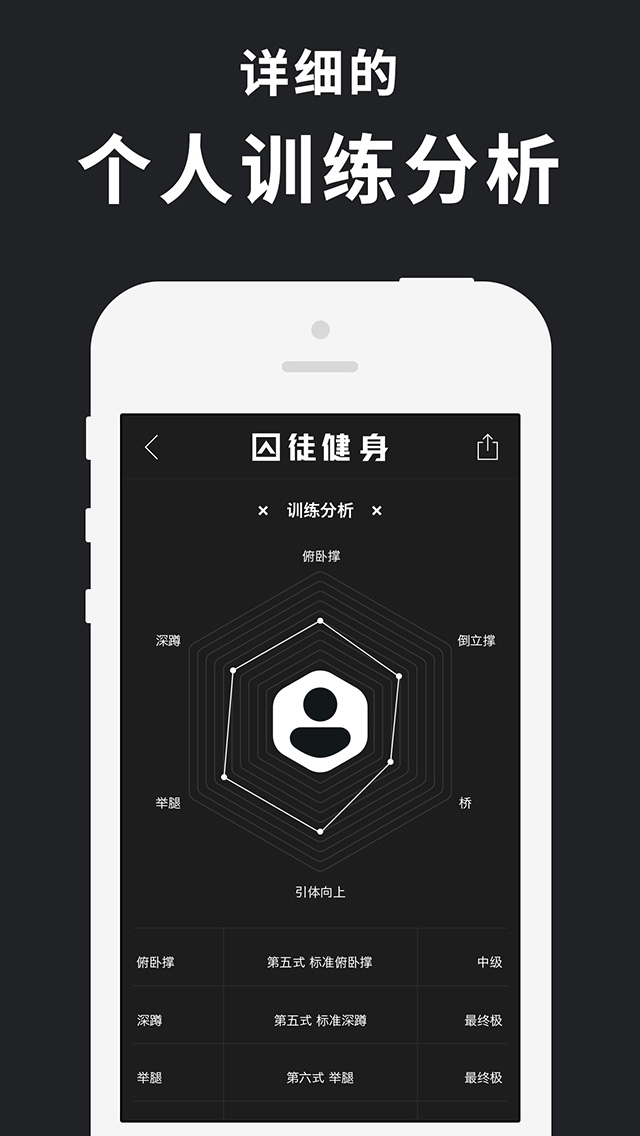 详细的
个人训练分析
囚徒健身
× 训练分析 ×
俯卧撑
深蹲
倒立撑
举腿
桥
引体向上
俯卧撑 第五式 标准俯卧撑 中级
深蹲 第五式 标准深蹲 最终极
举腿 第六式 举腿 最终极